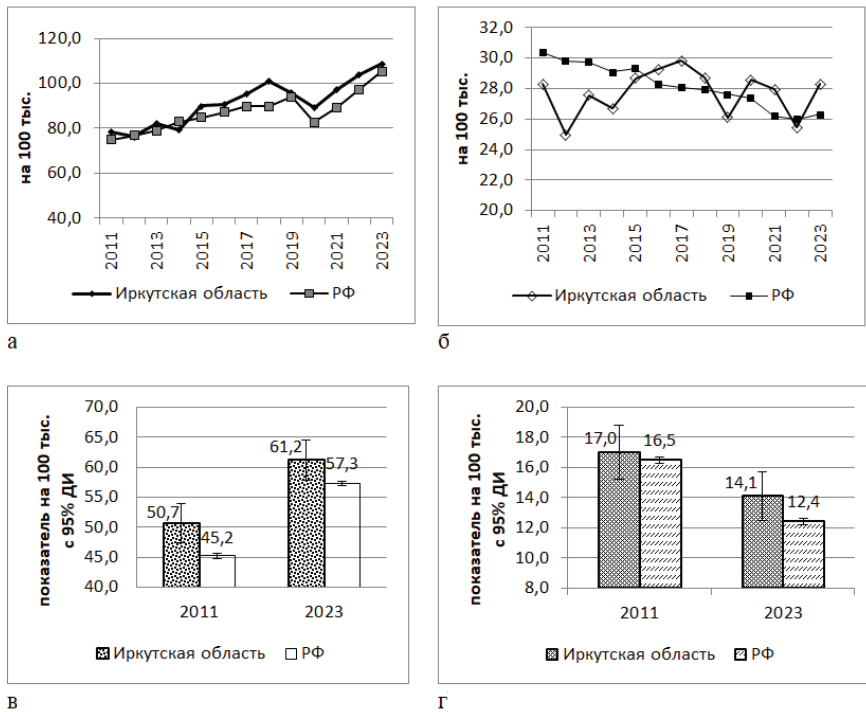 на 100 тыс.
120,0
100,0
80,0
60,0
40,0
2011
2013
2015
2017
2019
2021
2023
Иркутская область
РФ
а
на 100 тыс.
32,0
30,0
28,0
26,0
24,0
22,0
20,0
2011
2013
2015
2017
2019
2021
2023
Иркутская область
РФ
б
показатель на 100 тыс.
с 95% ДИ
70,0
65,0
60,0
55,0
50,0
45,0
40,0
50,7
45,2
61,2
57,3
2011
2023
Иркутская область
РФ
в
показатель на 100 тыс.
с 95% ДИ
20,0
18,0
16,0
14,0
12,0
10,0
8,0
17,0
16,5
14,1
12,4
2011
2023
Иркутская область
РФ
г